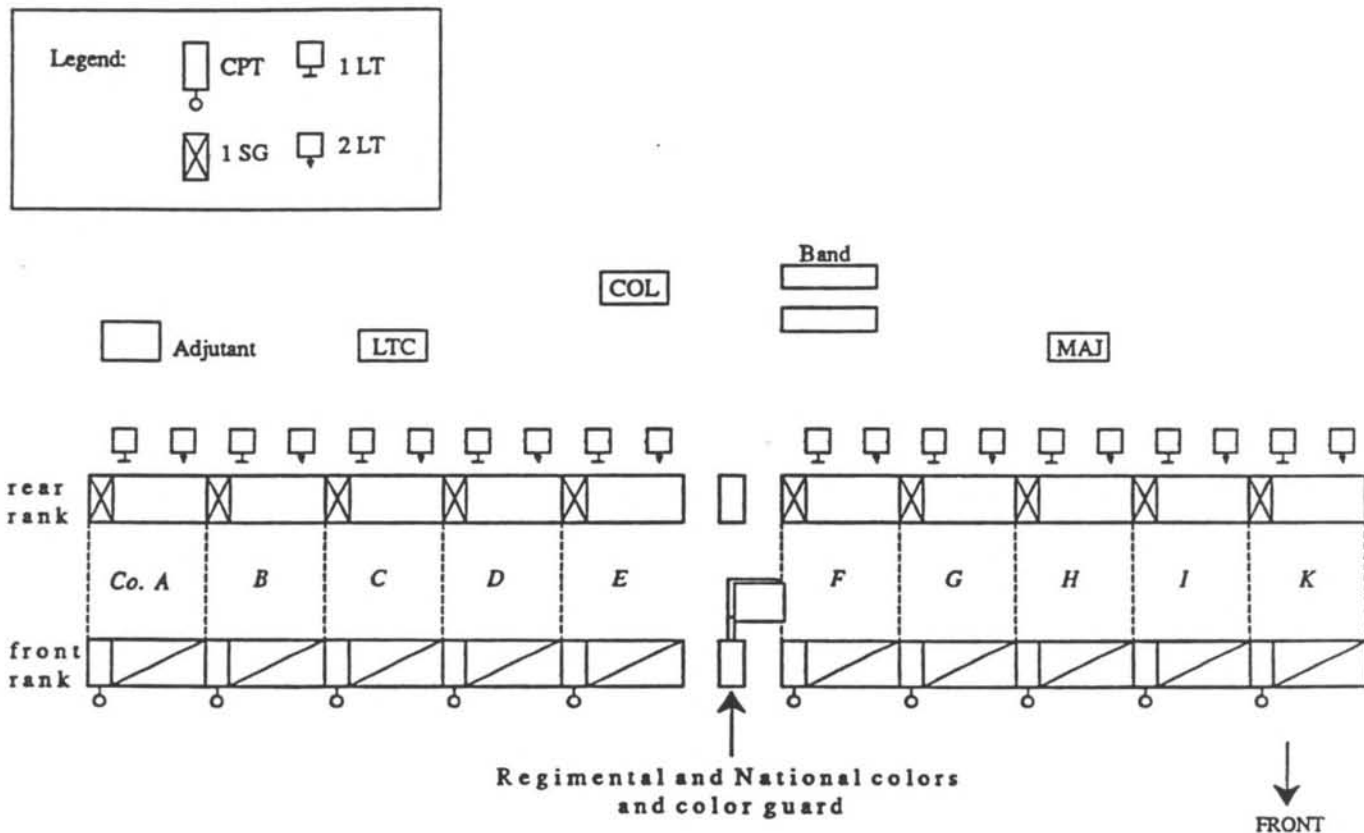 Legend:
CPT
1 LT
1 SG
2 LT
Band
COL
Adjutant
LTC
MAJ
rear
rank
Co. A B C D E F G H I K
front
rank
Regimental and National colors
and color guard
FRONT